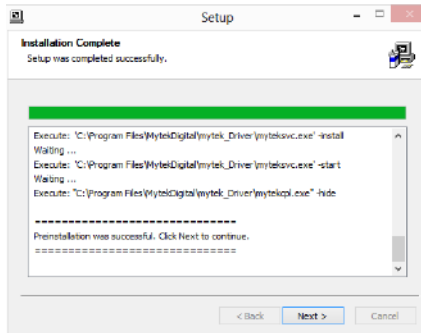 Setup
Installation Complete
Setup was completed successfully.
Execute: 'C:\Program Files\MytekDigital\mytek_Driver\myteksvc.exe' -install
Waiting ...
Execute: 'C:\Program Files\MytekDigital\mytek_Driver\myteksvc.exe' -start
Waiting ...
Execute: "C:\Program Files\MytekDigital\mytek_Driver\mytekcpl.exe" -hide
==============================
Preinstallation was successful. Click Next to continue.
==============================
< Back Next > Cancel